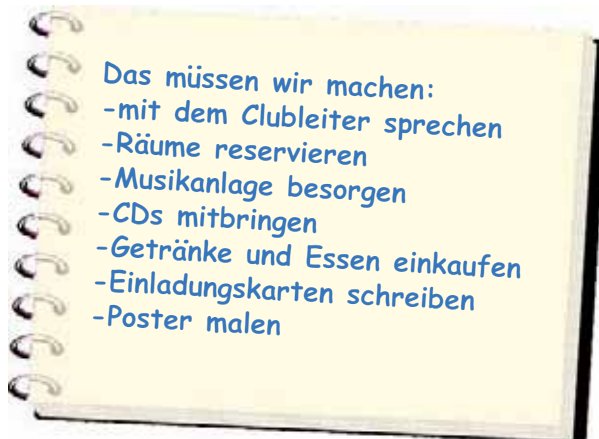 Das müssen wir machen:
-mit dem Clubleiter sprechen
-Räume reservieren
-Musikanlage besorgen
-CDs mitbringen
-Getränke und Essen einkaufen
-Einladungskarten schreiben
-Poster malen